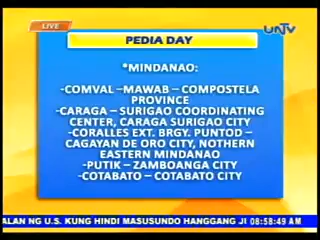 LIVE
UNTV
PEDIA DAY
*MINDANAO:
-COMVAL –MAWAB – COMPOSTELA
PROVINCE
-CARAGA – SURIGAO COORDINATING
CENTER, CARAGA SURIGAO CITY
-CORALLES EXT. BRGY. PUNTOD –
CAGAYAN DE ORO CITY, NOTHERN
EASTERN MINDANAO
-PUTIK – ZAMBOANGA CITY
-COTABATO – COTABATO CITY
ALAN NG U.S. KUNG HINDI MASUSUNDO HANGGANG JI
08:58:49 AM